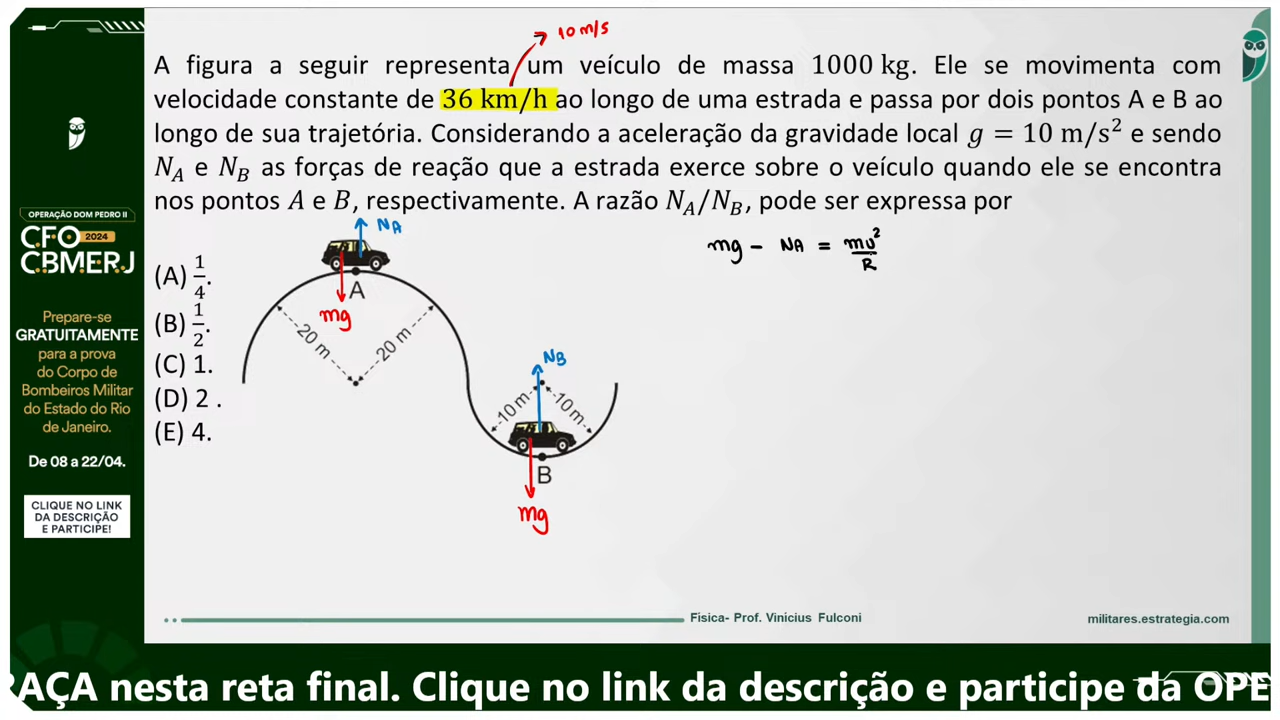 10 m/s
A figura a seguir representa um veículo de massa 1000 kg. Ele se movimenta com
velocidade constante de 36 km/h ao longo de uma estrada e passa por dois pontos A e B ao
longo de sua trajetória. Considerando a aceleração da gravidade local g = 10 m/s² e sendo
N_A e N_B as forças de reação que a estrada exerce sobre o veículo quando ele se encontra
nos pontos A e B, respectivamente. A razão N_A/N_B, pode ser expressa por
OPERAÇÃO DOM PEDRO II
CFO 2024
CBMERJ
Prepare-se
GRATUITAMENTE
para a prova
do Corpo de
Bombeiros Militar
do Estado do Rio
de Janeiro.
De 08 a 22/04.
CLIQUE NO LINK
DA DESCRIÇÃO
E PARTICIPE!
(A) 1/4.
(B) 1/2.
(C) 1.
(D) 2 .
(E) 4.
NA
A
mg
20 m
20 m
NB
10 m
10 m
B
mg
mg - NA = mv²/R
Física- Prof. Vinícius Fulconi
militares.estrategia.com
RAÇA nesta reta final. Clique no link da descrição e participe da OPE